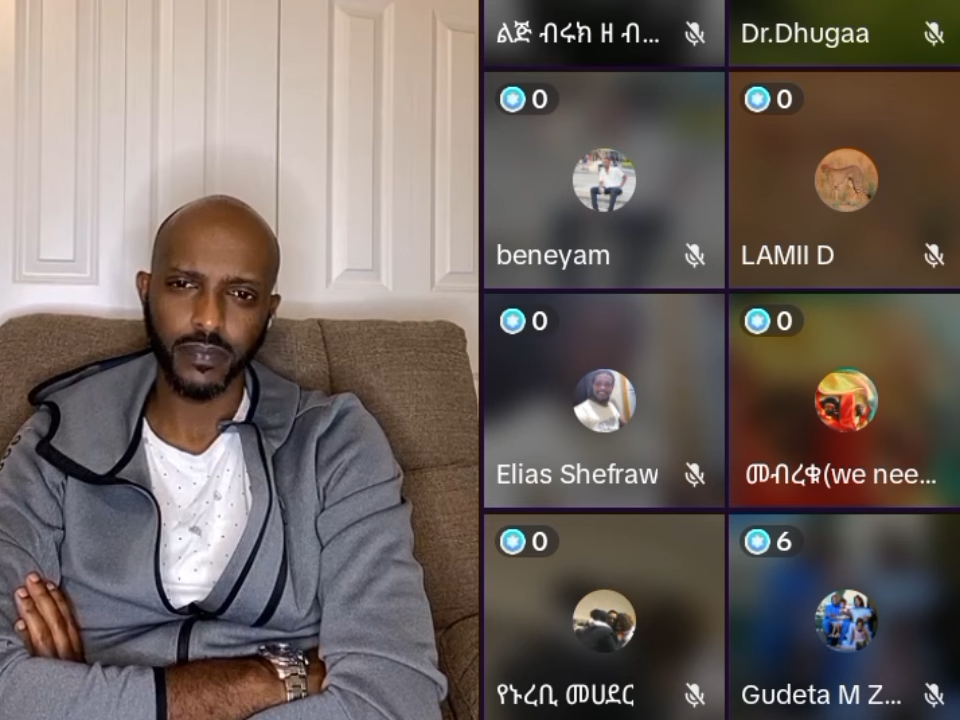 ልጅ ብሩክ ዘ ብ...
Dr.Dhugaa
0
0
beneyam
LAMII D
0
0
Elias Shefraw
መብረቁ(we nee...
0
6
የኑረቢ መሀደር
Gudeta M Z...